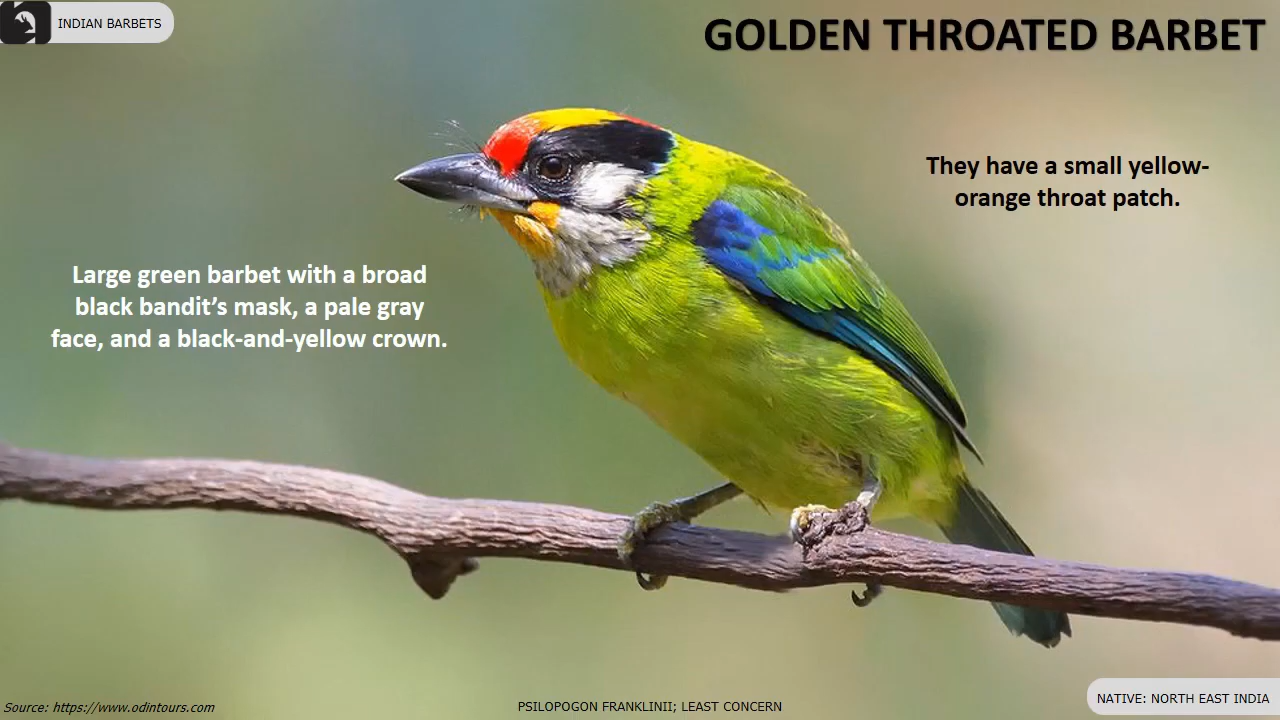 INDIAN BARBETS
GOLDEN THROATED BARBET
They have a small yellow-
orange throat patch.
Large green barbet with a broad
black bandit’s mask, a pale gray
face, and a black-and-yellow crown.
Source: https://www.odintours.com
PSILOPOGON FRANKLINII; LEAST CONCERN
NATIVE: NORTH EAST INDIA